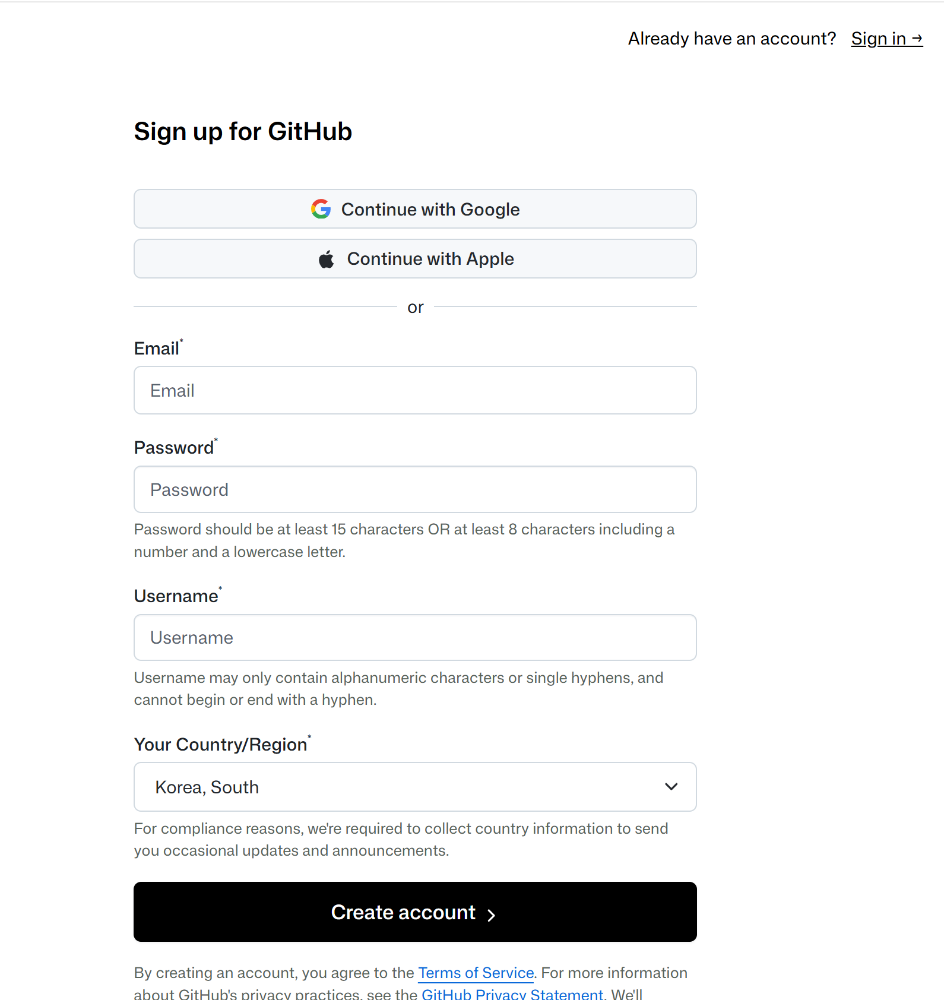 Already have an account? Sign in →
Sign up for GitHub
Continue with Google
Continue with Apple
or
Email*
Email
Password*
Password
Password should be at least 15 characters OR at least 8 characters including a
number and a lowercase letter.
Username*
Username
Username may only contain alphanumeric characters or single hyphens, and
cannot begin or end with a hyphen.
Your Country/Region*
Korea, South
For compliance reasons, we're required to collect country information to send
you occasional updates and announcements.
Create account >
By creating an account, you agree to the Terms of Service. For more information
about GitHub's privacy practices, see the GitHub Privacy Statement. We'll